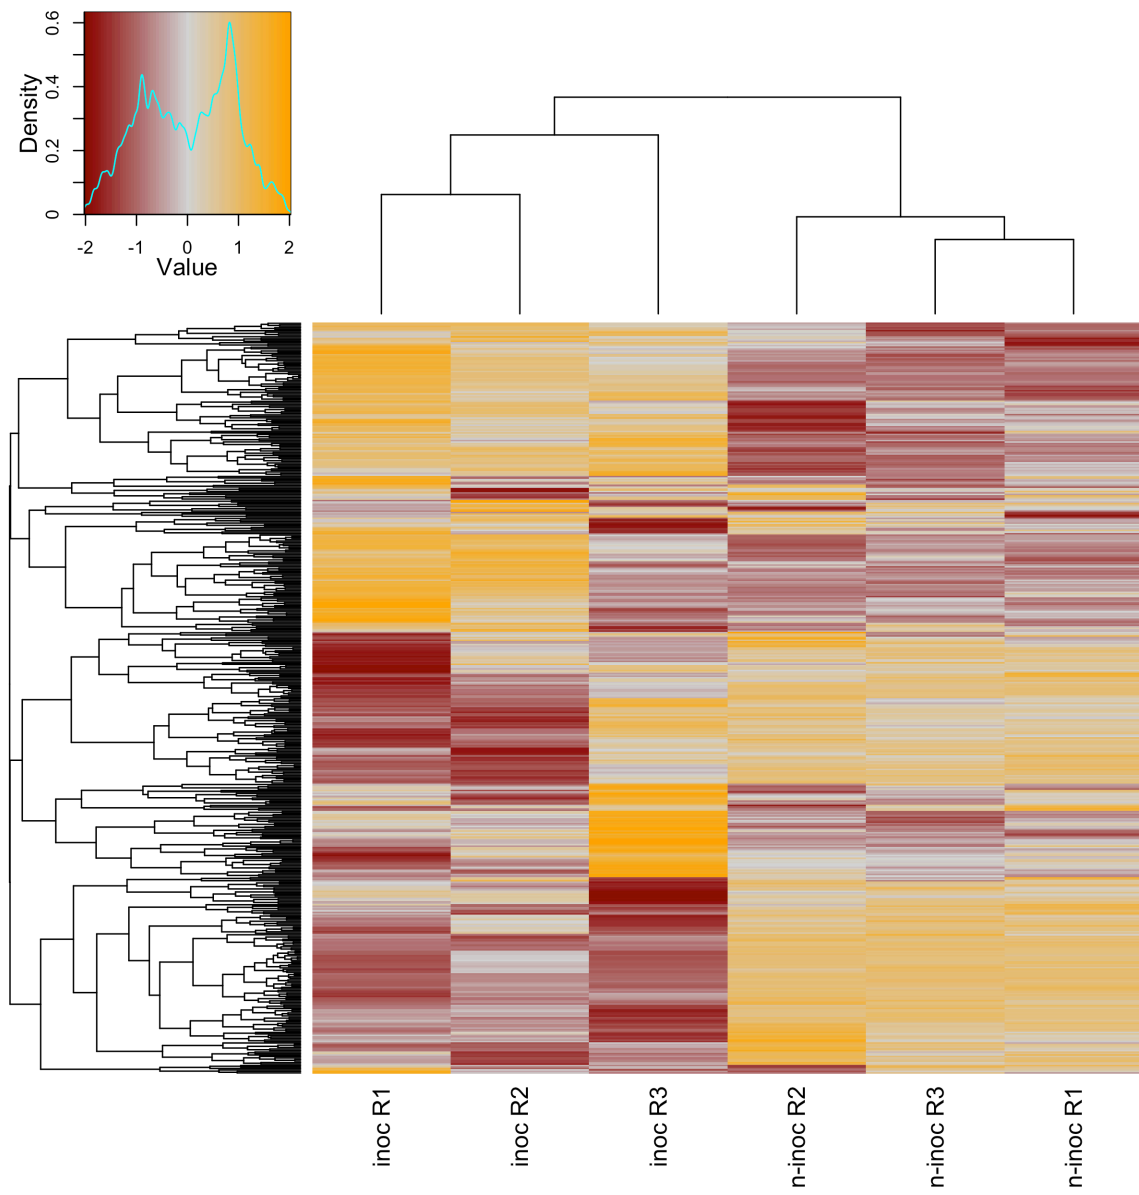 Density
0.6
0.4
0.2
0
-2 -1 0 1 2
Value
inoc R1
inoc R2
inoc R3
n-inoc R2
n-inoc R3
n-inoc R1